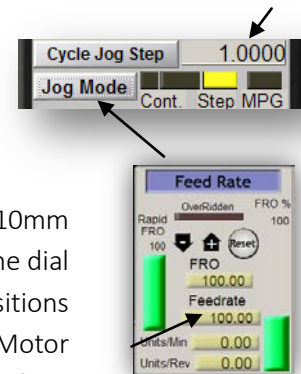 Cycle Jog Step 1.0000
Jog Mode Cont. Step MPG
Feed Rate
OverRidden FRO %
Rapid FRO 100
100 Reset
FRO
100.00
Feedrate
100.00
Units/Min 0.00
Units/Rev 0.00
10mm
ne dial
sitions
Motor